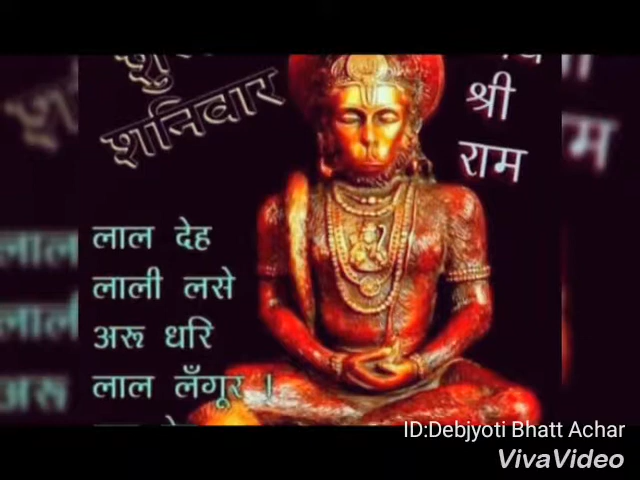 शनिवार
श्री
राम
लाल देह
लाली लसे
अरू धरि
लाल लँगूर ।
ID:Debjyoti Bhatt Achar
VivaVideo